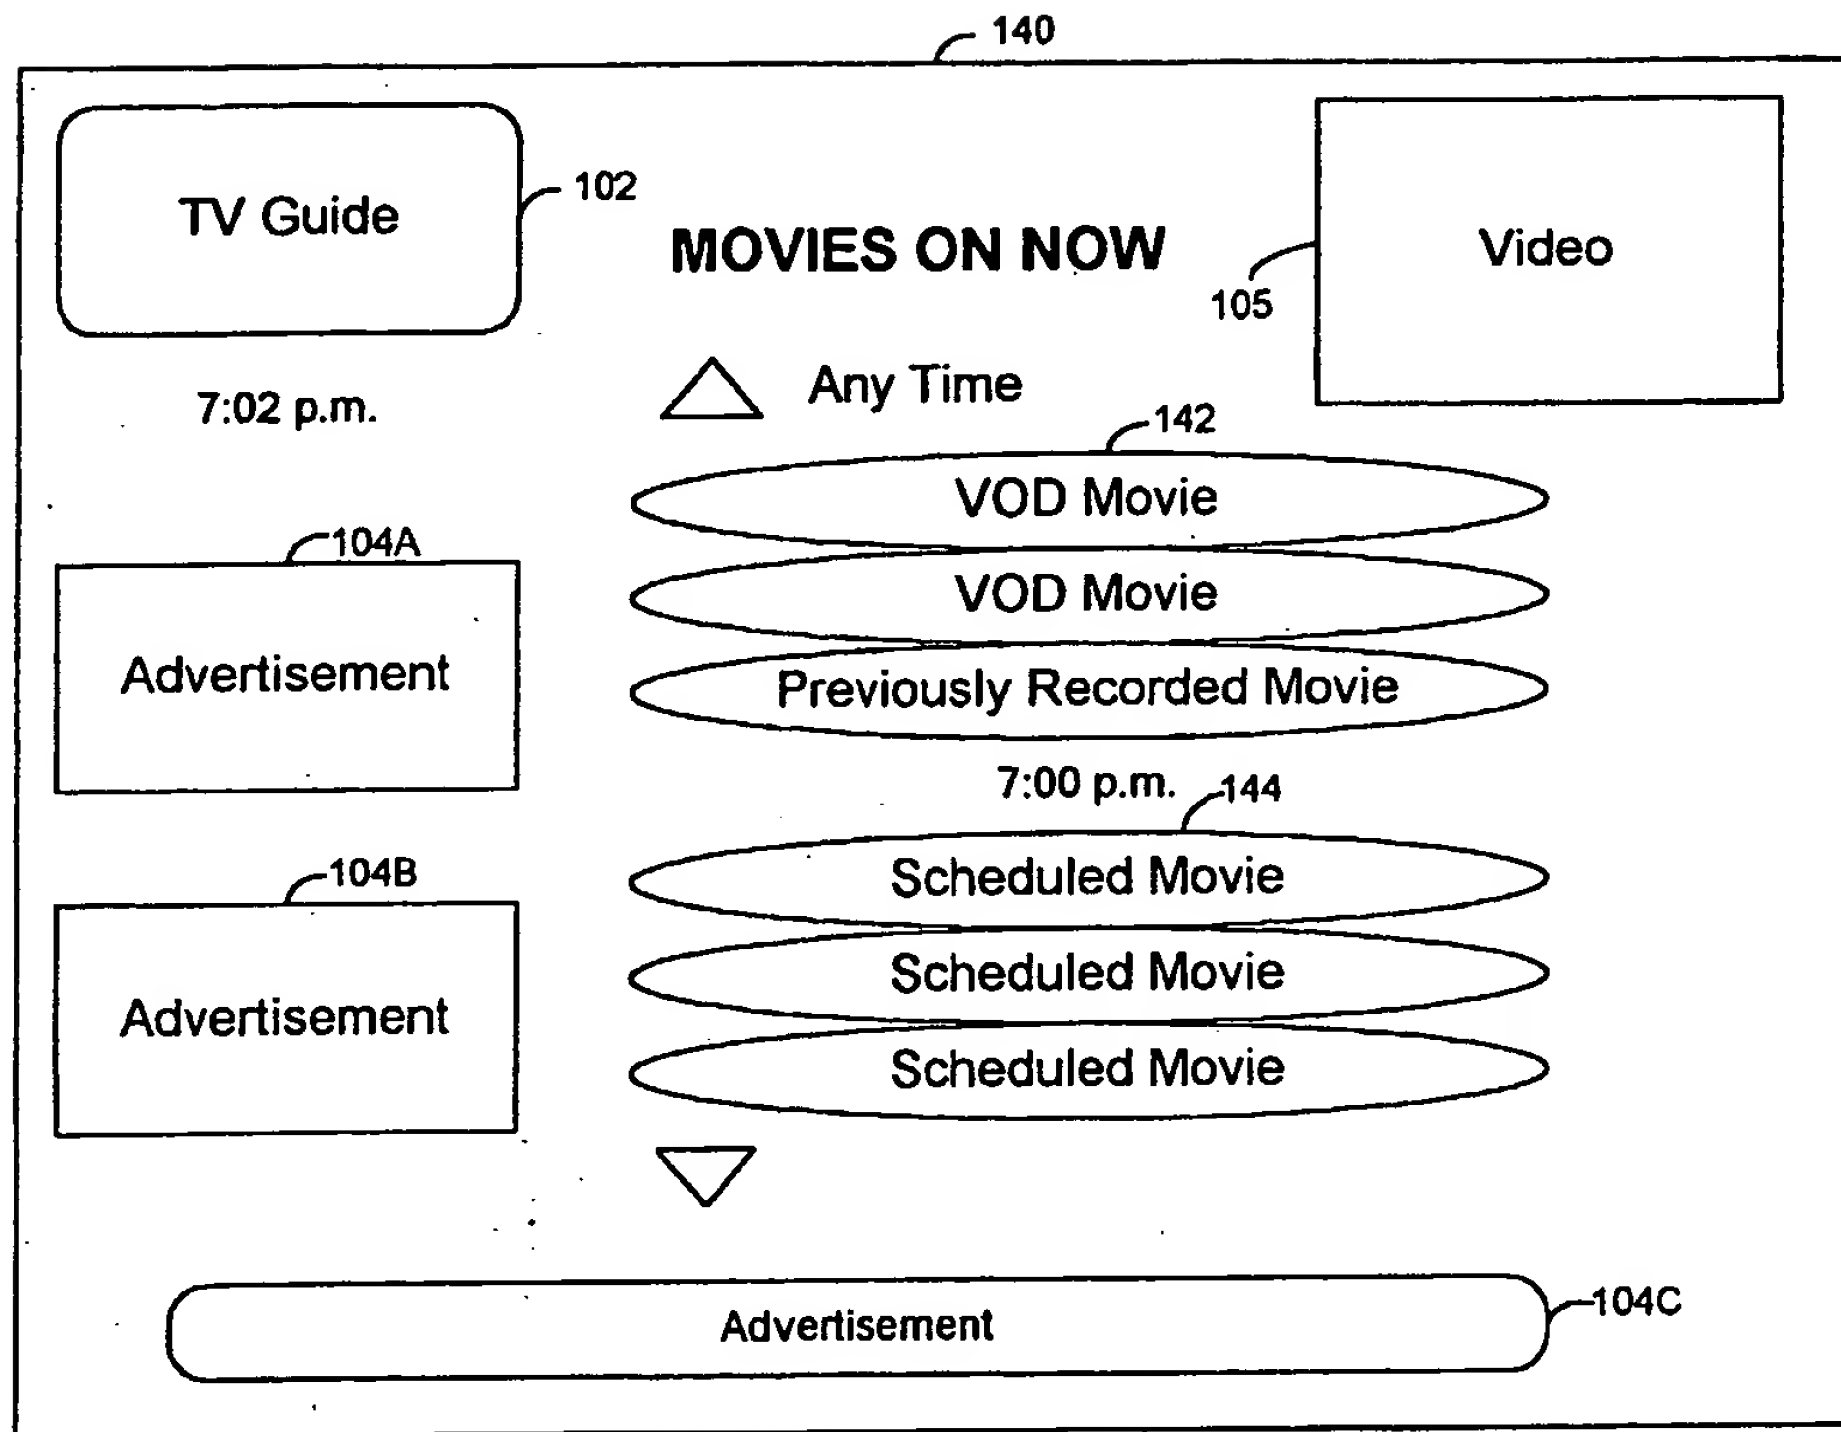 140
TV Guide
102
MOVIES ON NOW
Video
105
7:02 p.m.
Any Time
142
VOD Movie
VOD Movie
Previously Recorded Movie
104A
Advertisement
7:00 p.m.
144
Scheduled Movie
Scheduled Movie
Scheduled Movie
104B
Advertisement
Advertisement
104C